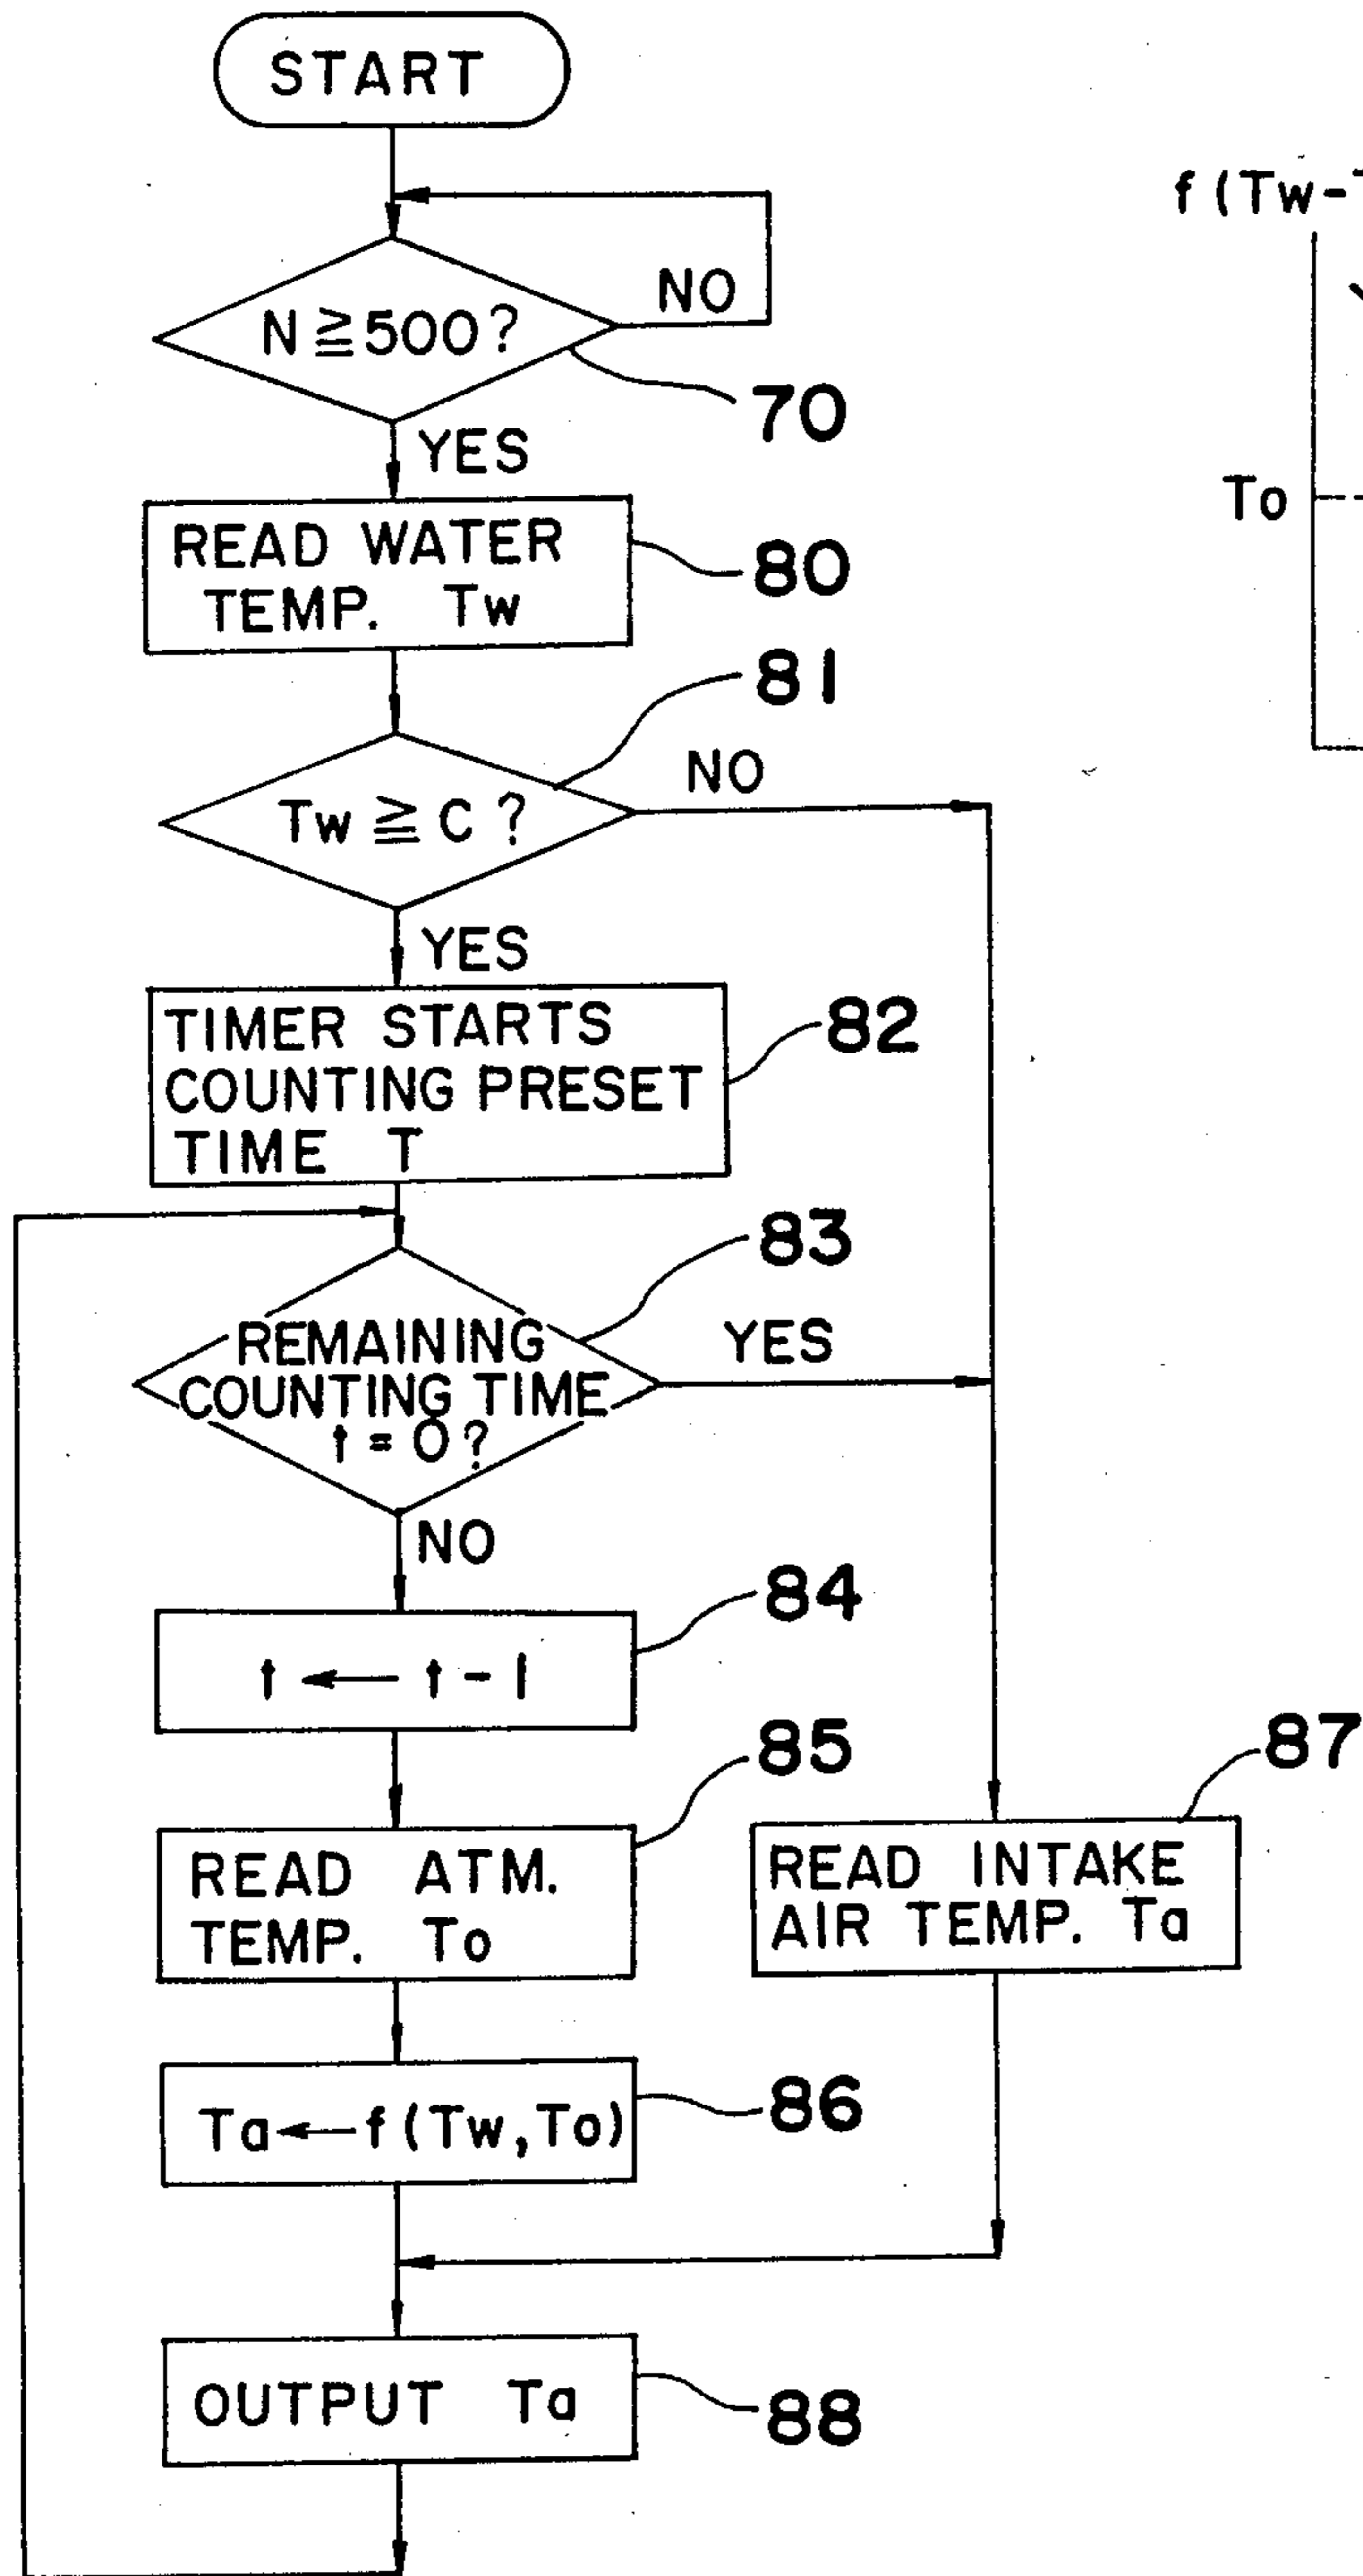 START
N ≧ 500 ?
NO
70
YES
READ WATER
TEMP. Tw
80
81
Tw ≧ C ?
NO
YES
TIMER STARTS
COUNTING PRESET
TIME T
82
83
REMAINING
COUNTING TIME
t = 0 ?
YES
NO
84
t ← t - 1
85
READ ATM.
TEMP. To
87
READ INTAKE
AIR TEMP. Ta
86
Ta ← f (Tw, To)
OUTPUT Ta
88
f (Tw -
To